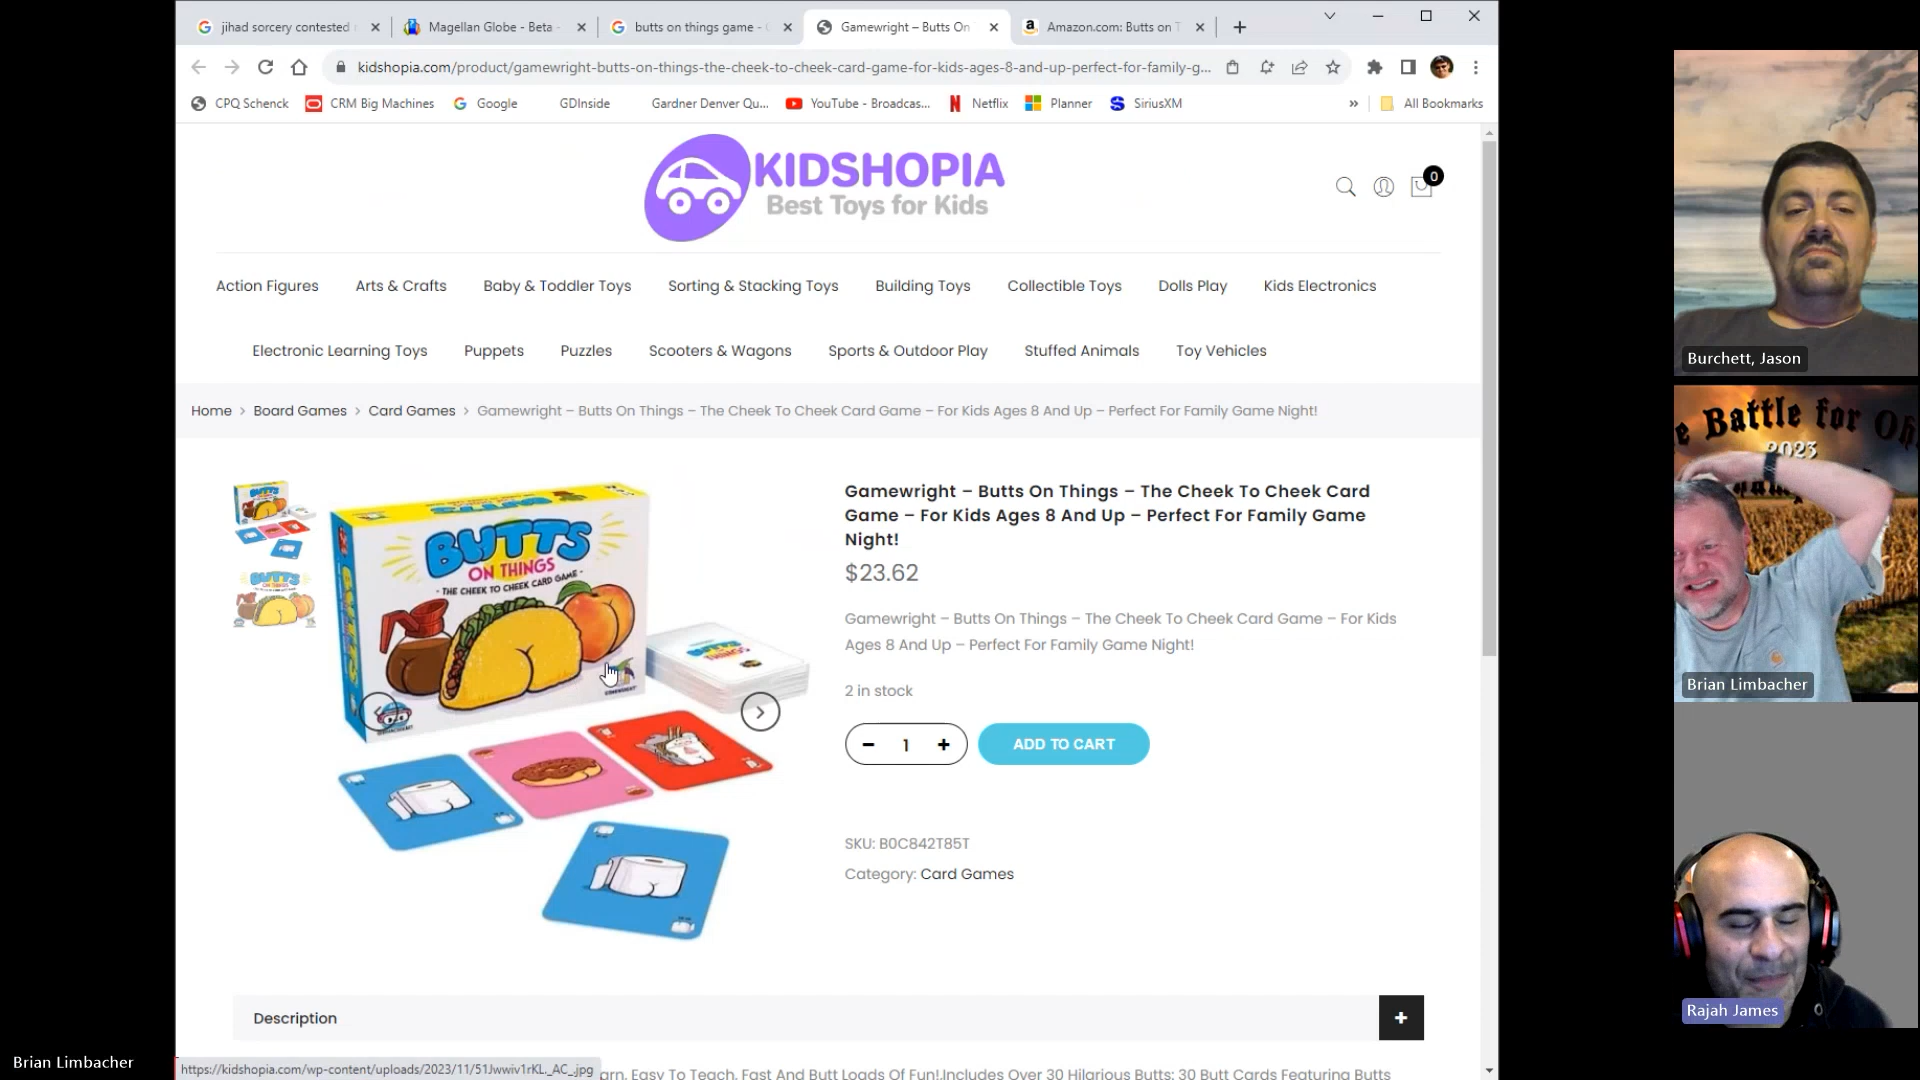 jihad sorcery contested
Magellan Globe - Beta -
butts on things game -
Gamewright – Butts On
Amazon.com: Butts on T
kidshopia.com/product/gamewright-butts-on-things-the-cheek-to-cheek-card-game-for-kids-ages-8-and-up-perfect-for-family-g...
CPQ Schenck
CRM Big Machines
Google
GDInside
Gardner Denver Qu...
YouTube - Broadcas...
Netflix
Planner
SiriusXM
»
All Bookmarks
KIDSHOPIA
Best Toys for Kids
0
Action Figures
Arts & Crafts
Baby & Toddler Toys
Sorting & Stacking Toys
Building Toys
Collectible Toys
Dolls Play
Kids Electronics
Electronic Learning Toys
Puppets
Puzzles
Scooters & Wagons
Sports & Outdoor Play
Stuffed Animals
Toy Vehicles
Home > Board Games > Card Games > Gamewright – Butts On Things – The Cheek To Cheek Card Game – For Kids Ages 8 And Up – Perfect For Family Game Night!
BUTTS
ON THINGS
- THE CHEEK TO CHEEK CARD GAME -
BUTTS
THINGS
Gamewright – Butts On Things – The Cheek To Cheek Card
Game – For Kids Ages 8 And Up – Perfect For Family Game
Night!
$23.62
Gamewright – Butts On Things – The Cheek To Cheek Card Game – For Kids
Ages 8 And Up – Perfect For Family Game Night!
2 in stock
1
ADD TO CART
SKU: B0C842T85T
Category: Card Games
Description
https://kidshopia.com/wp-content/uploads/2023/11/51Jwwiv1rKL._AC_.jpg
arn, Easy To Teach, Fast And Butt Loads Of Fun!,Includes Over 30 Hilarious Butts: 30 Butt Cards Featuring Butts
Brian Limbacher
Burchett, Jason
e Battle for Oh
2023
Brian Limbacher
Rajah James